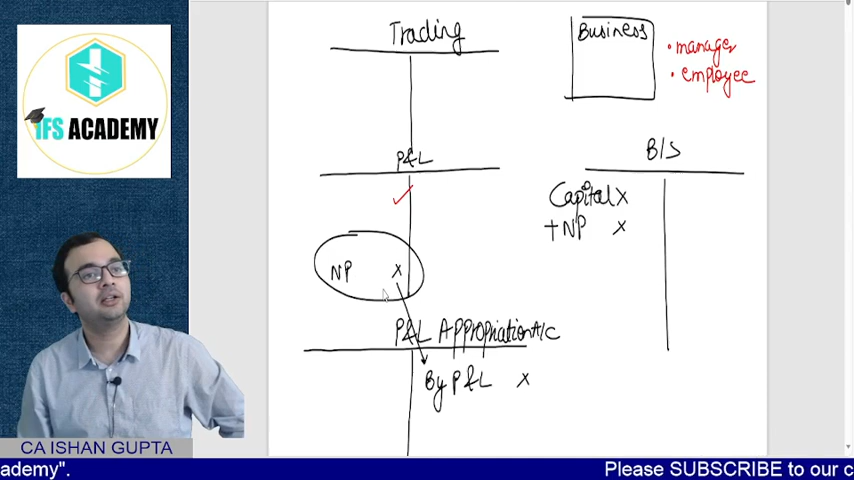 IFS ACADEMY
Trading
Business
• manager
• employee
P&L
B/S
Capital x
+ NP x
NP x
P&L Appropriation A/c
By P&L x
CA ISHAN GUPTA
ademy".
Please SUBSCRIBE to our c